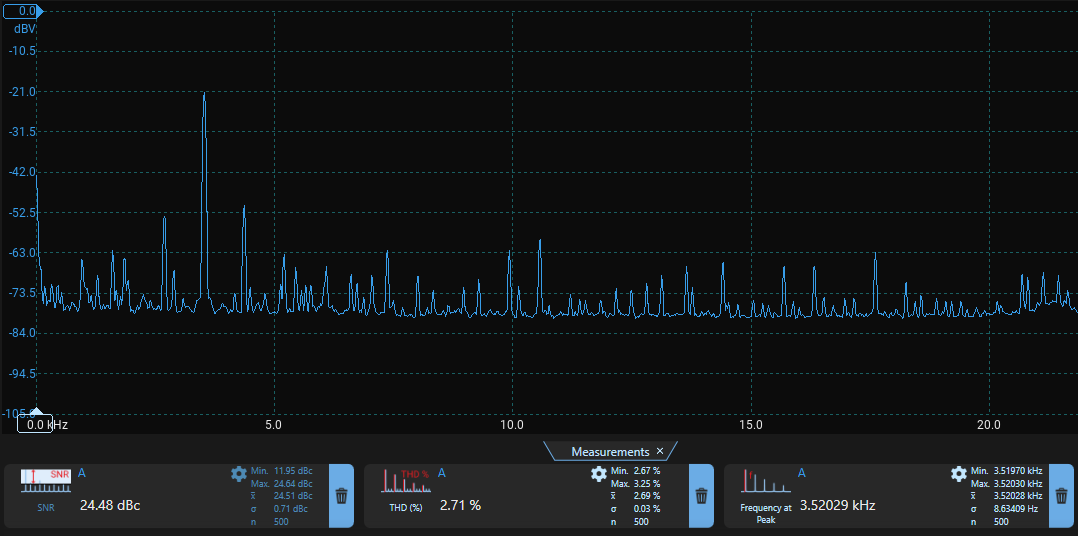 0.0
dBV
-10.5
-21.0
-31.5
-42.0
-52.5
-63.0
-73.5
-84.0
-94.5
-105.0
0.0 kHz
5.0
10.0
15.0
20.0
Measurements ×
SNR
SNR
A
24.48 dBc
Min. 11.95 dBc
Max. 24.64 dBc
x̄ 24.51 dBc
σ 0.71 dBc
n 500
THD %
THD (%)
A
2.71 %
Min. 2.67 %
Max. 3.25 %
x̄ 2.69 %
σ 0.03 %
n 500
f
Frequency at
Peak
A
3.52029 kHz
Min. 3.51970 kHz
Max. 3.52030 kHz
x̄ 3.52028 kHz
σ 8.63409 Hz
n 500